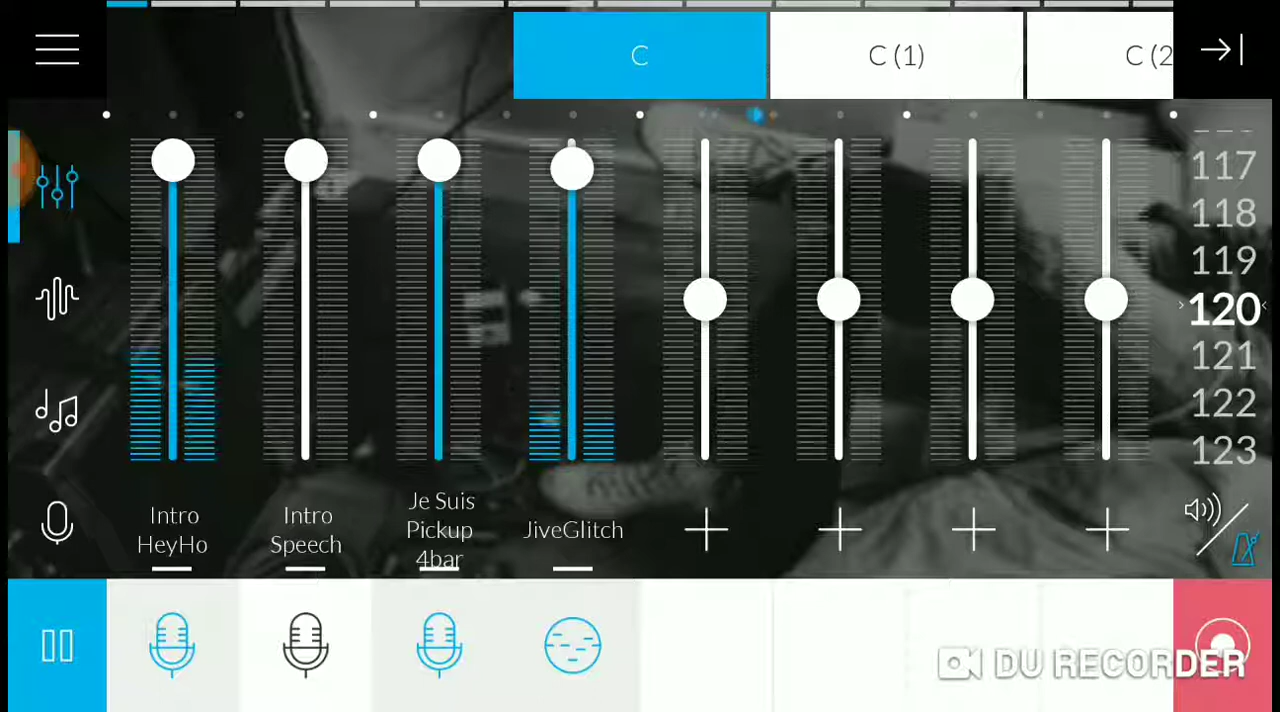 C
C (1)
C (2
117
118
119
120
121
122
123
Intro
HeyHo
Intro
Speech
Je Suis
Pickup
4bar
JiveGlitch
DU RECORDER